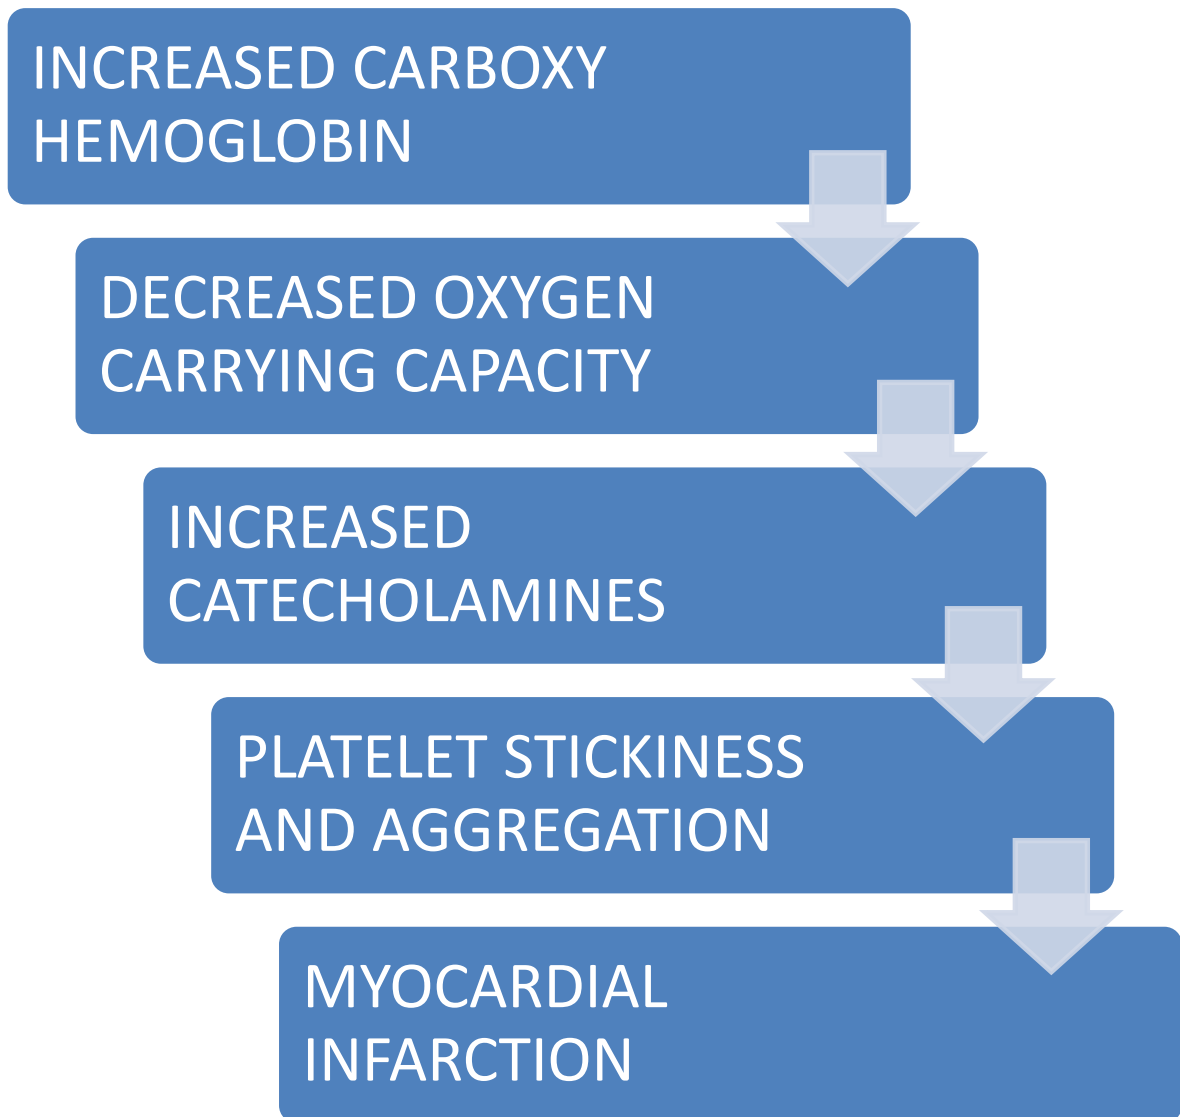 INCREASED CARBOXY
HEMOGLOBIN
DECREASED OXYGEN
CARRYING CAPACITY
INCREASED
CATECHOLAMINES
PLATELET STICKINESS
AND AGGREGATION
MYOCARDIAL
INFARCTION